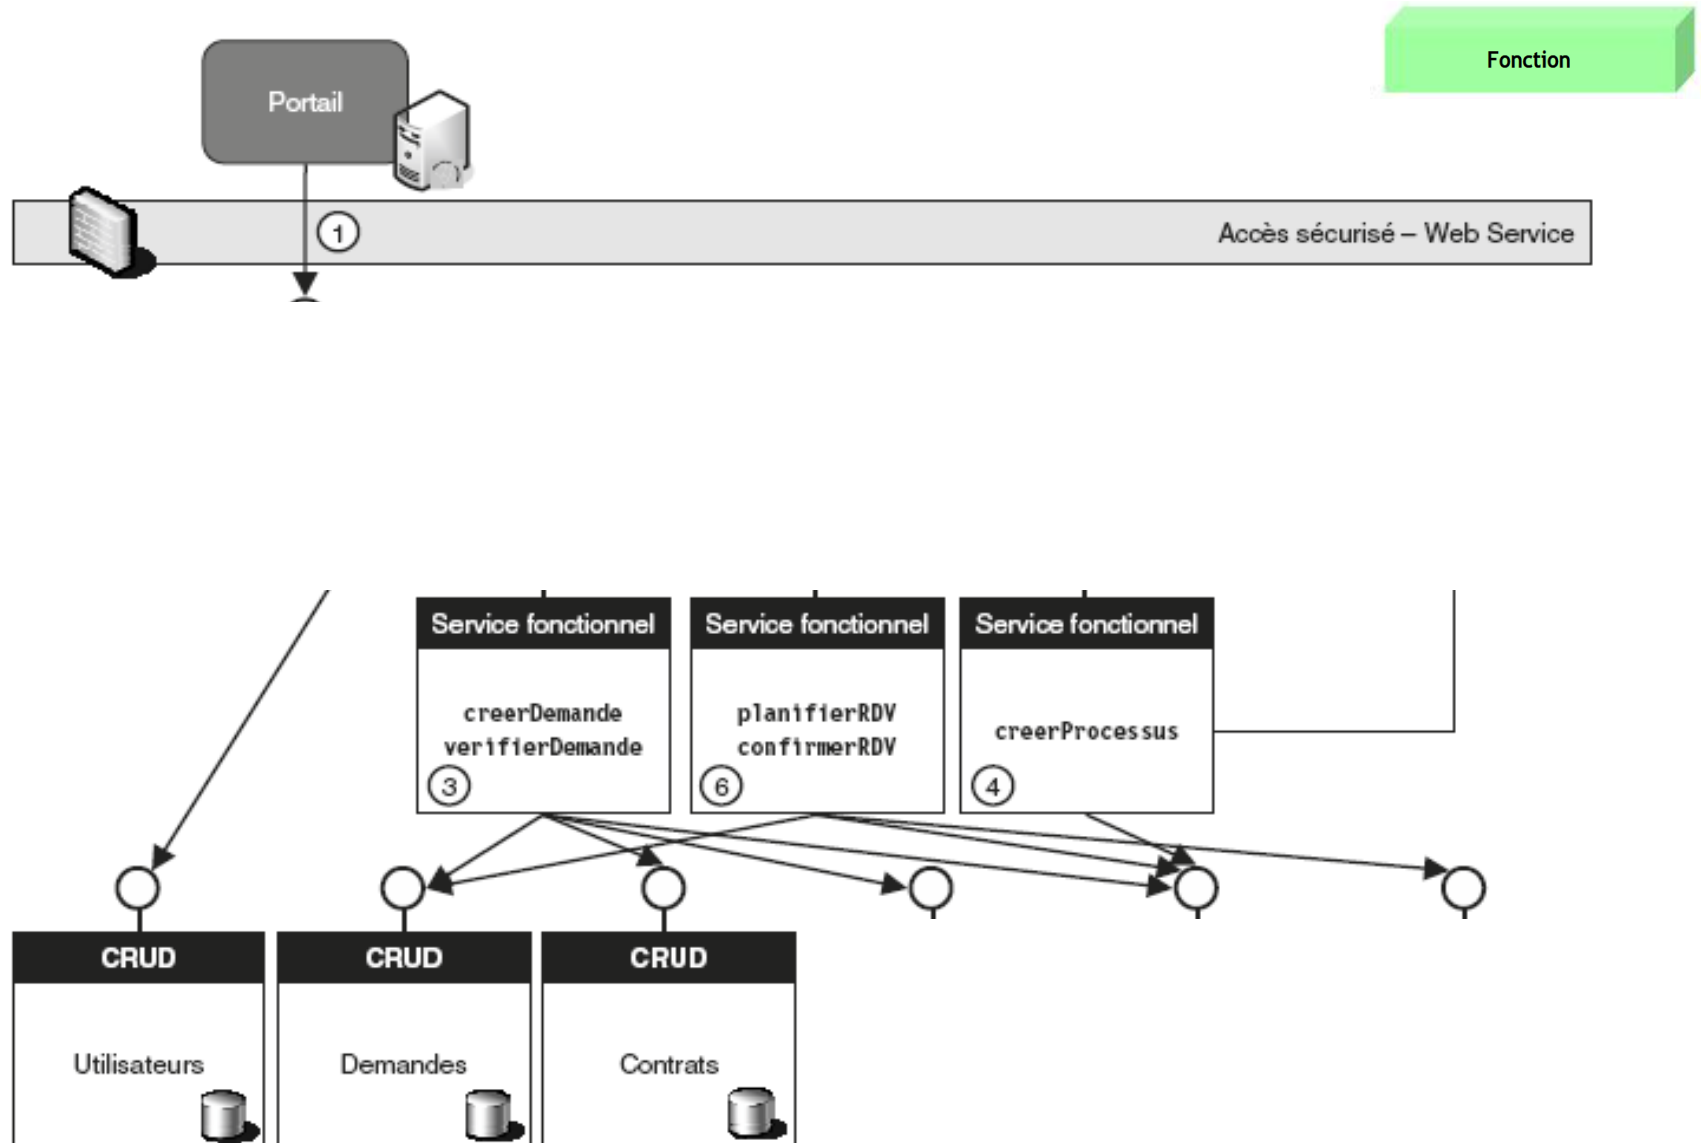 Fonction
Portail
1
Accès sécurisé – Web Service
Service fonctionnel
creerDemande
verifierDemande
3
Service fonctionnel
planifierRDV
confirmerRDV
6
Service fonctionnel
creerProcessus
4
CRUD
Utilisateurs
CRUD
Demandes
CRUD
Contrats